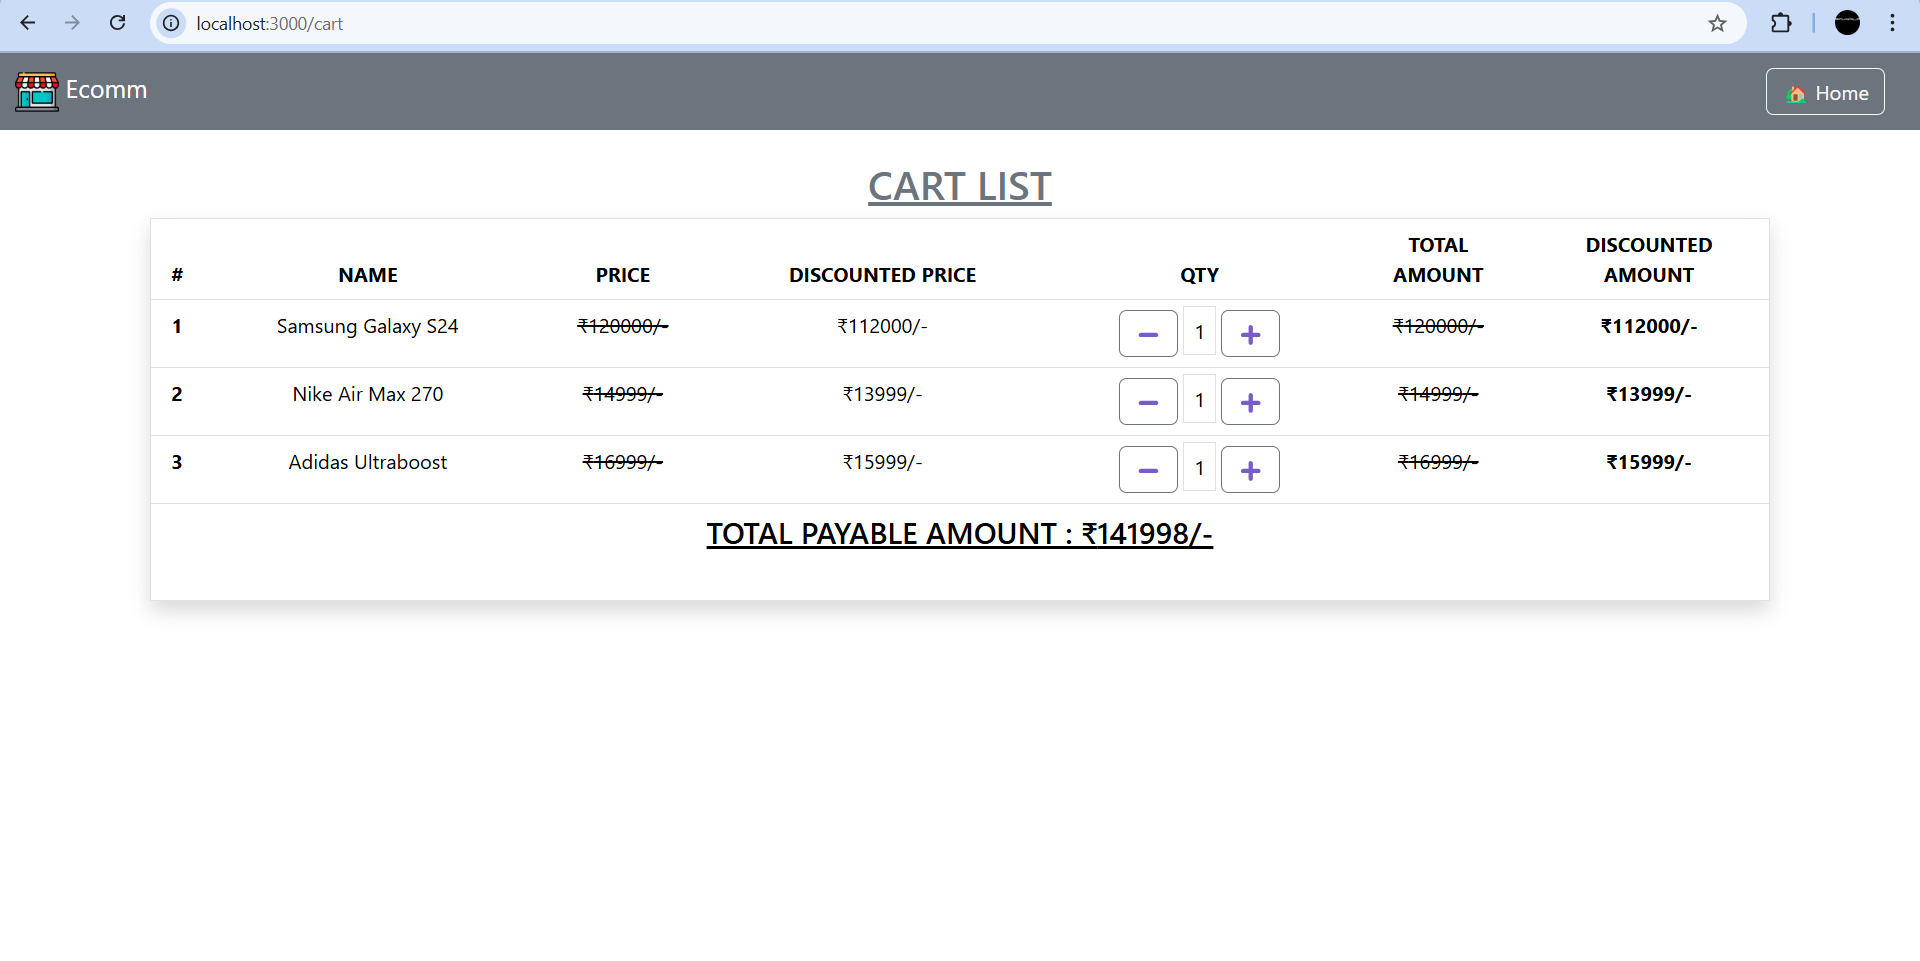 localhost:3000/cart
Ecomm
Home
CART LIST
# NAME PRICE DISCOUNTED PRICE QTY TOTAL AMOUNT DISCOUNTED AMOUNT
1 Samsung Galaxy S24 ₹120000/- ₹112000/- 1 ₹120000/- ₹112000/-
2 Nike Air Max 270 ₹14999/- ₹13999/- 1 ₹14999/- ₹13999/-
3 Adidas Ultraboost ₹16999/- ₹15999/- 1 ₹16999/- ₹15999/-
TOTAL PAYABLE AMOUNT : ₹141998/-